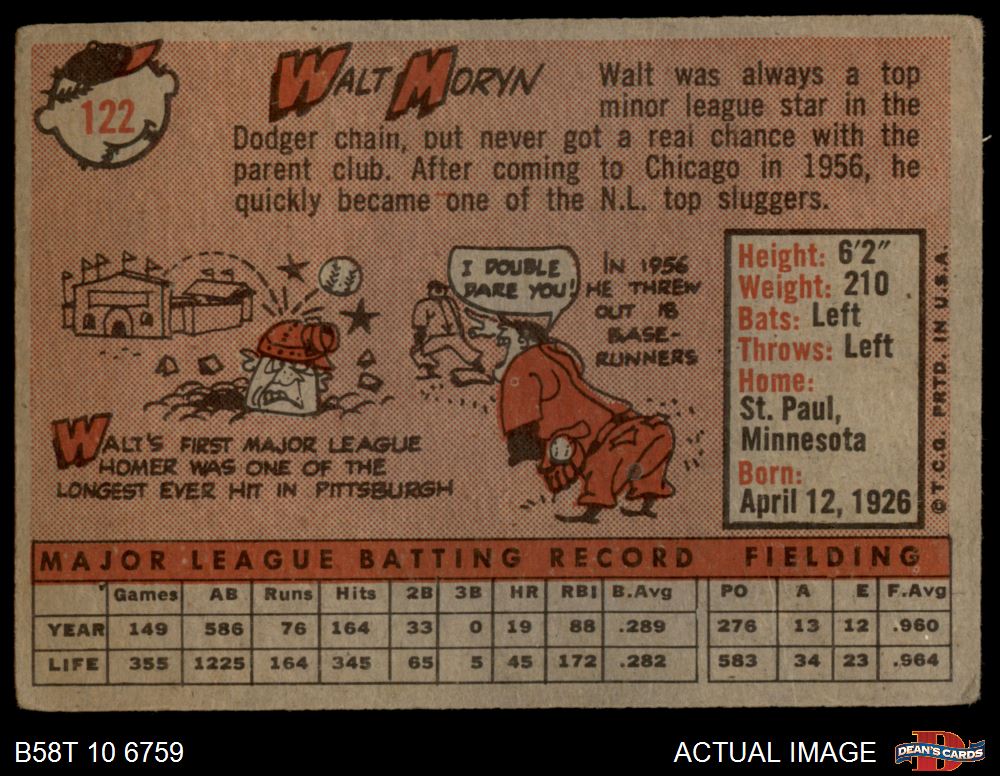 122
WALT MORYN
Walt was always a top
minor league star in the
Dodger chain, but never got a real chance with the
parent club. After coming to Chicago in 1956, he
quickly became one of the N.L. top sluggers.
I DOUBLE
DARE YOU!
IN 1956
HE THREW
OUT 18
BASE-
RUNNERS
WALT'S FIRST MAJOR LEAGUE
HOMER WAS ONE OF THE
LONGEST EVER HIT IN PITTSBURGH
Height: 6'2"
Weight: 210
Bats: Left
Throws: Left
Home:
St. Paul,
Minnesota
Born:
April 12, 1926
©T.C.G. PRTD. IN U.S.A.
MAJOR LEAGUE BATTING RECORD FIELDING
Games AB Runs Hits 2B 3B HR RBI B.Avg PO A E F.Avg
YEAR 149 586 76 164 33 0 19 88 .289 276 13 12 .960
LIFE 355 1225 164 345 65 5 45 172 .282 583 34 23 .964
B58T 10 6759
ACTUAL IMAGE
D
DEAN'S CARDS